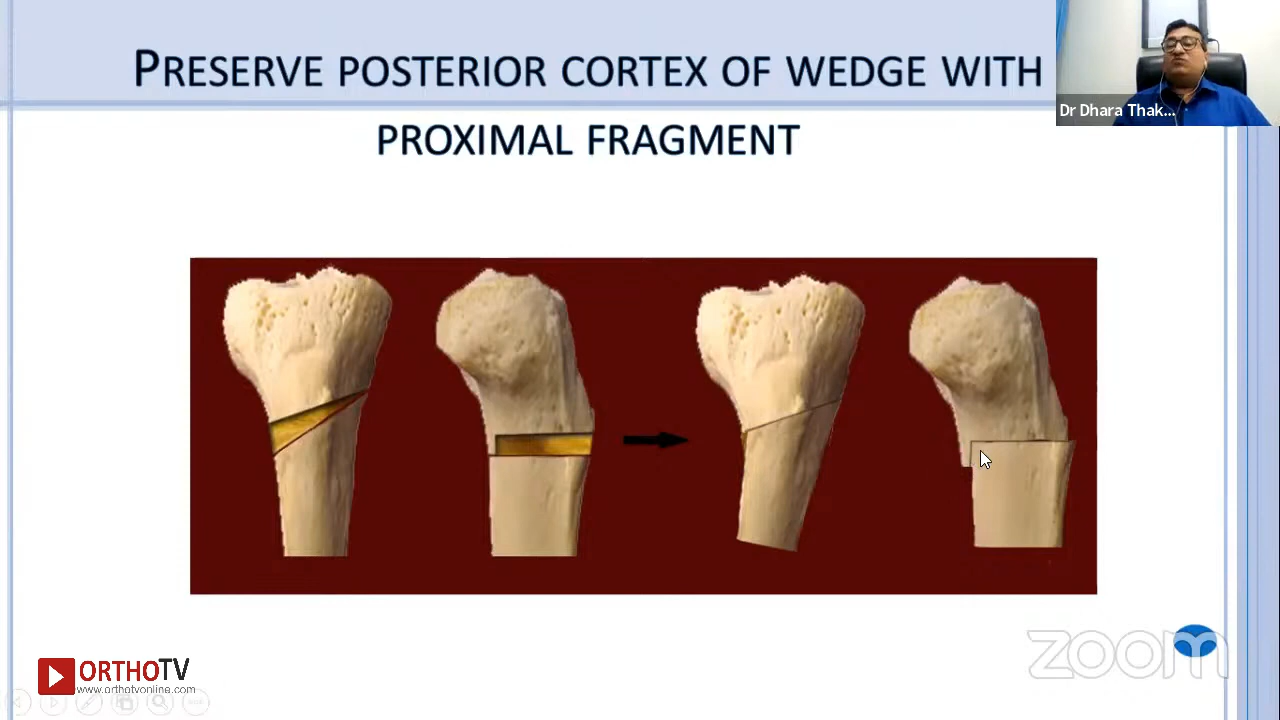 PRESERVE POSTERIOR CORTEX OF WEDGE WITH
PROXIMAL FRAGMENT
Dr Dhara Thak...
ORTHOTV
www.orthotvonline.com
zoom